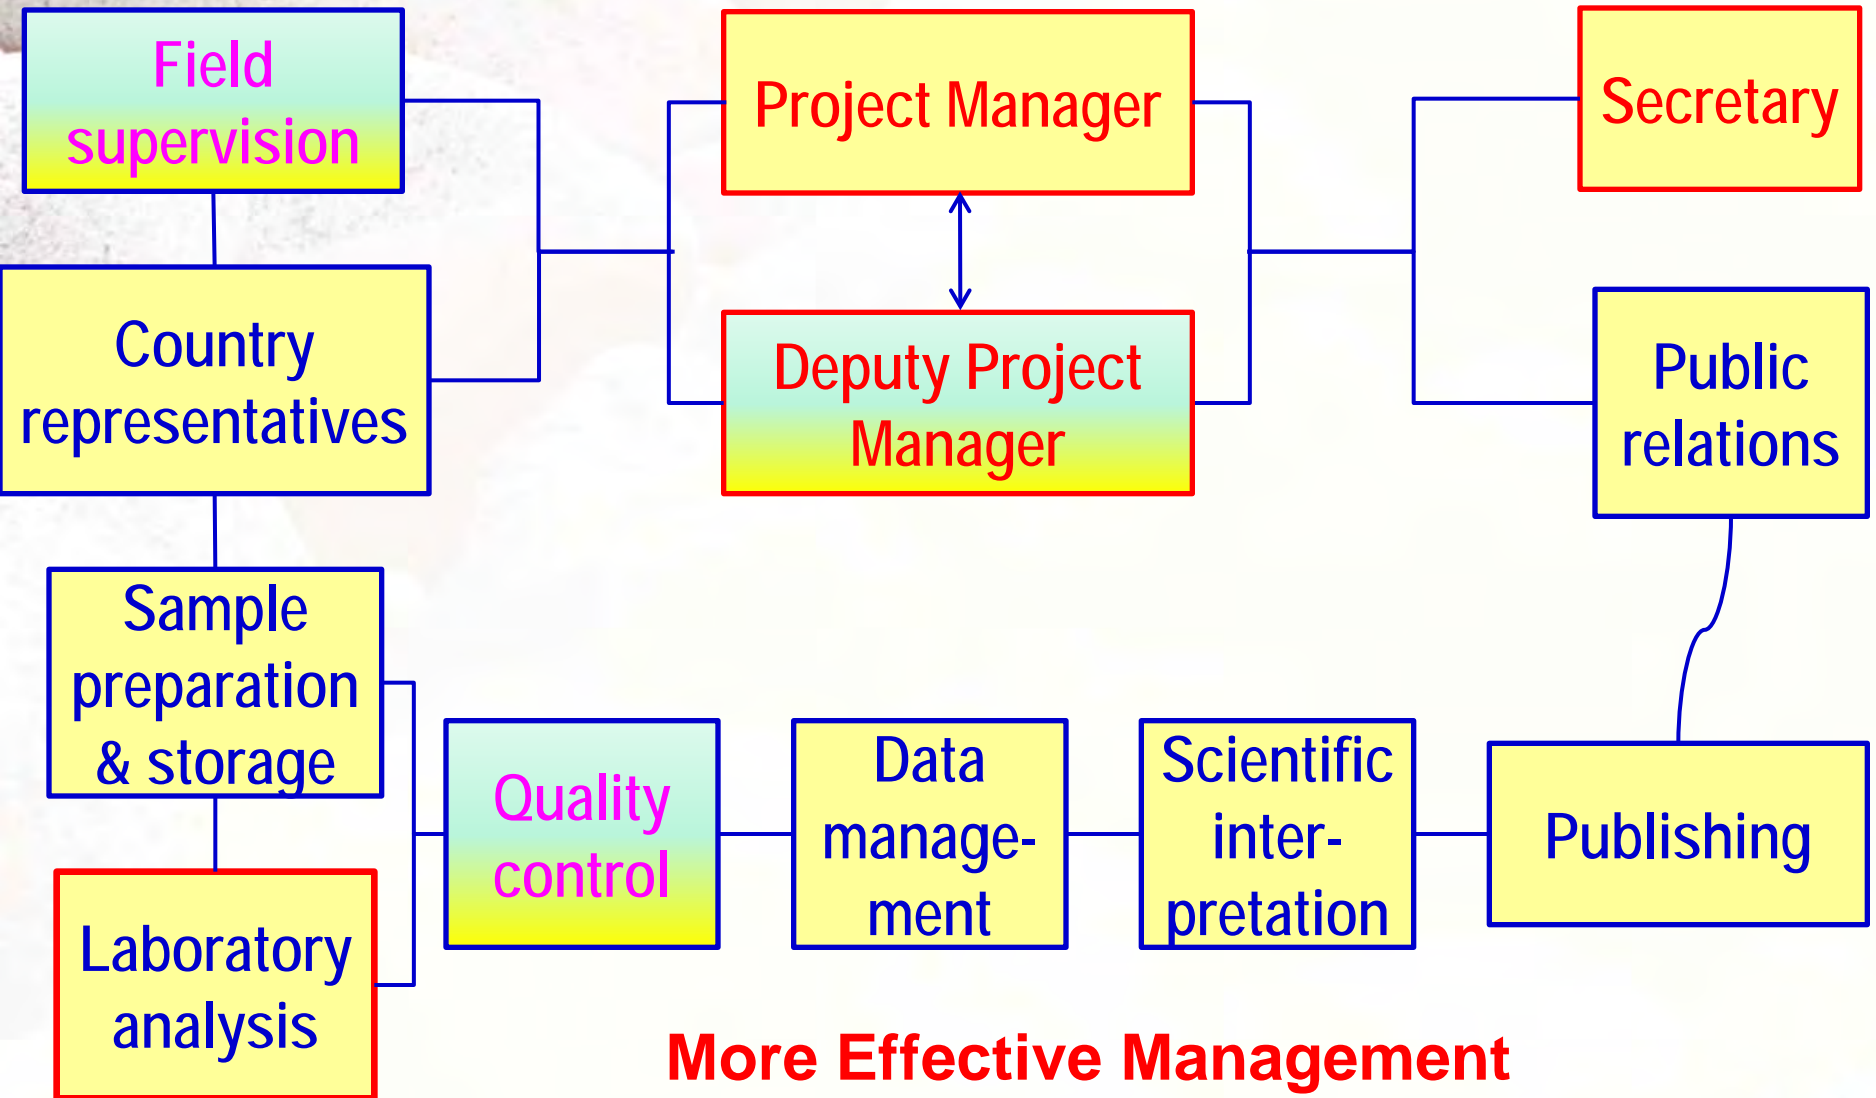 Field
supervision
Project Manager
Secretary
Country
representatives
Deputy Project
Manager
Public
relations
Sample
preparation
& storage
Quality
control
Data
manage-
ment
Scientific
inter-
pretation
Publishing
Laboratory
analysis
More Effective Management